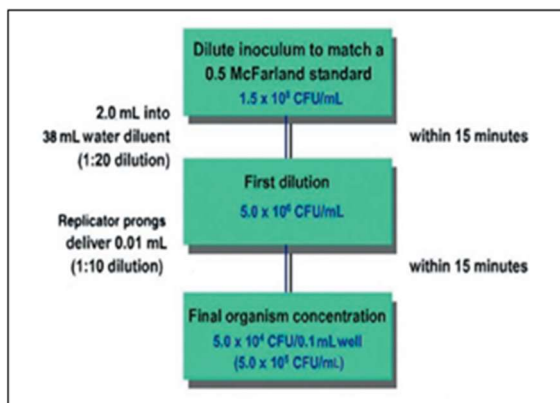 Dilute inoculum to match a
0.5 McFarland standard
1.5 x 10⁸ CFU/mL
2.0 mL into
38 mL water diluent
(1:20 dilution)
within 15 minutes
First dilution
5.0 x 10⁶ CFU/mL
Replicator prongs
deliver 0.01 mL
(1:10 dilution)
within 15 minutes
Final organism concentration
5.0 x 10⁴ CFU/0.1 mL well
(5.0 x 10⁵ CFU/mL)